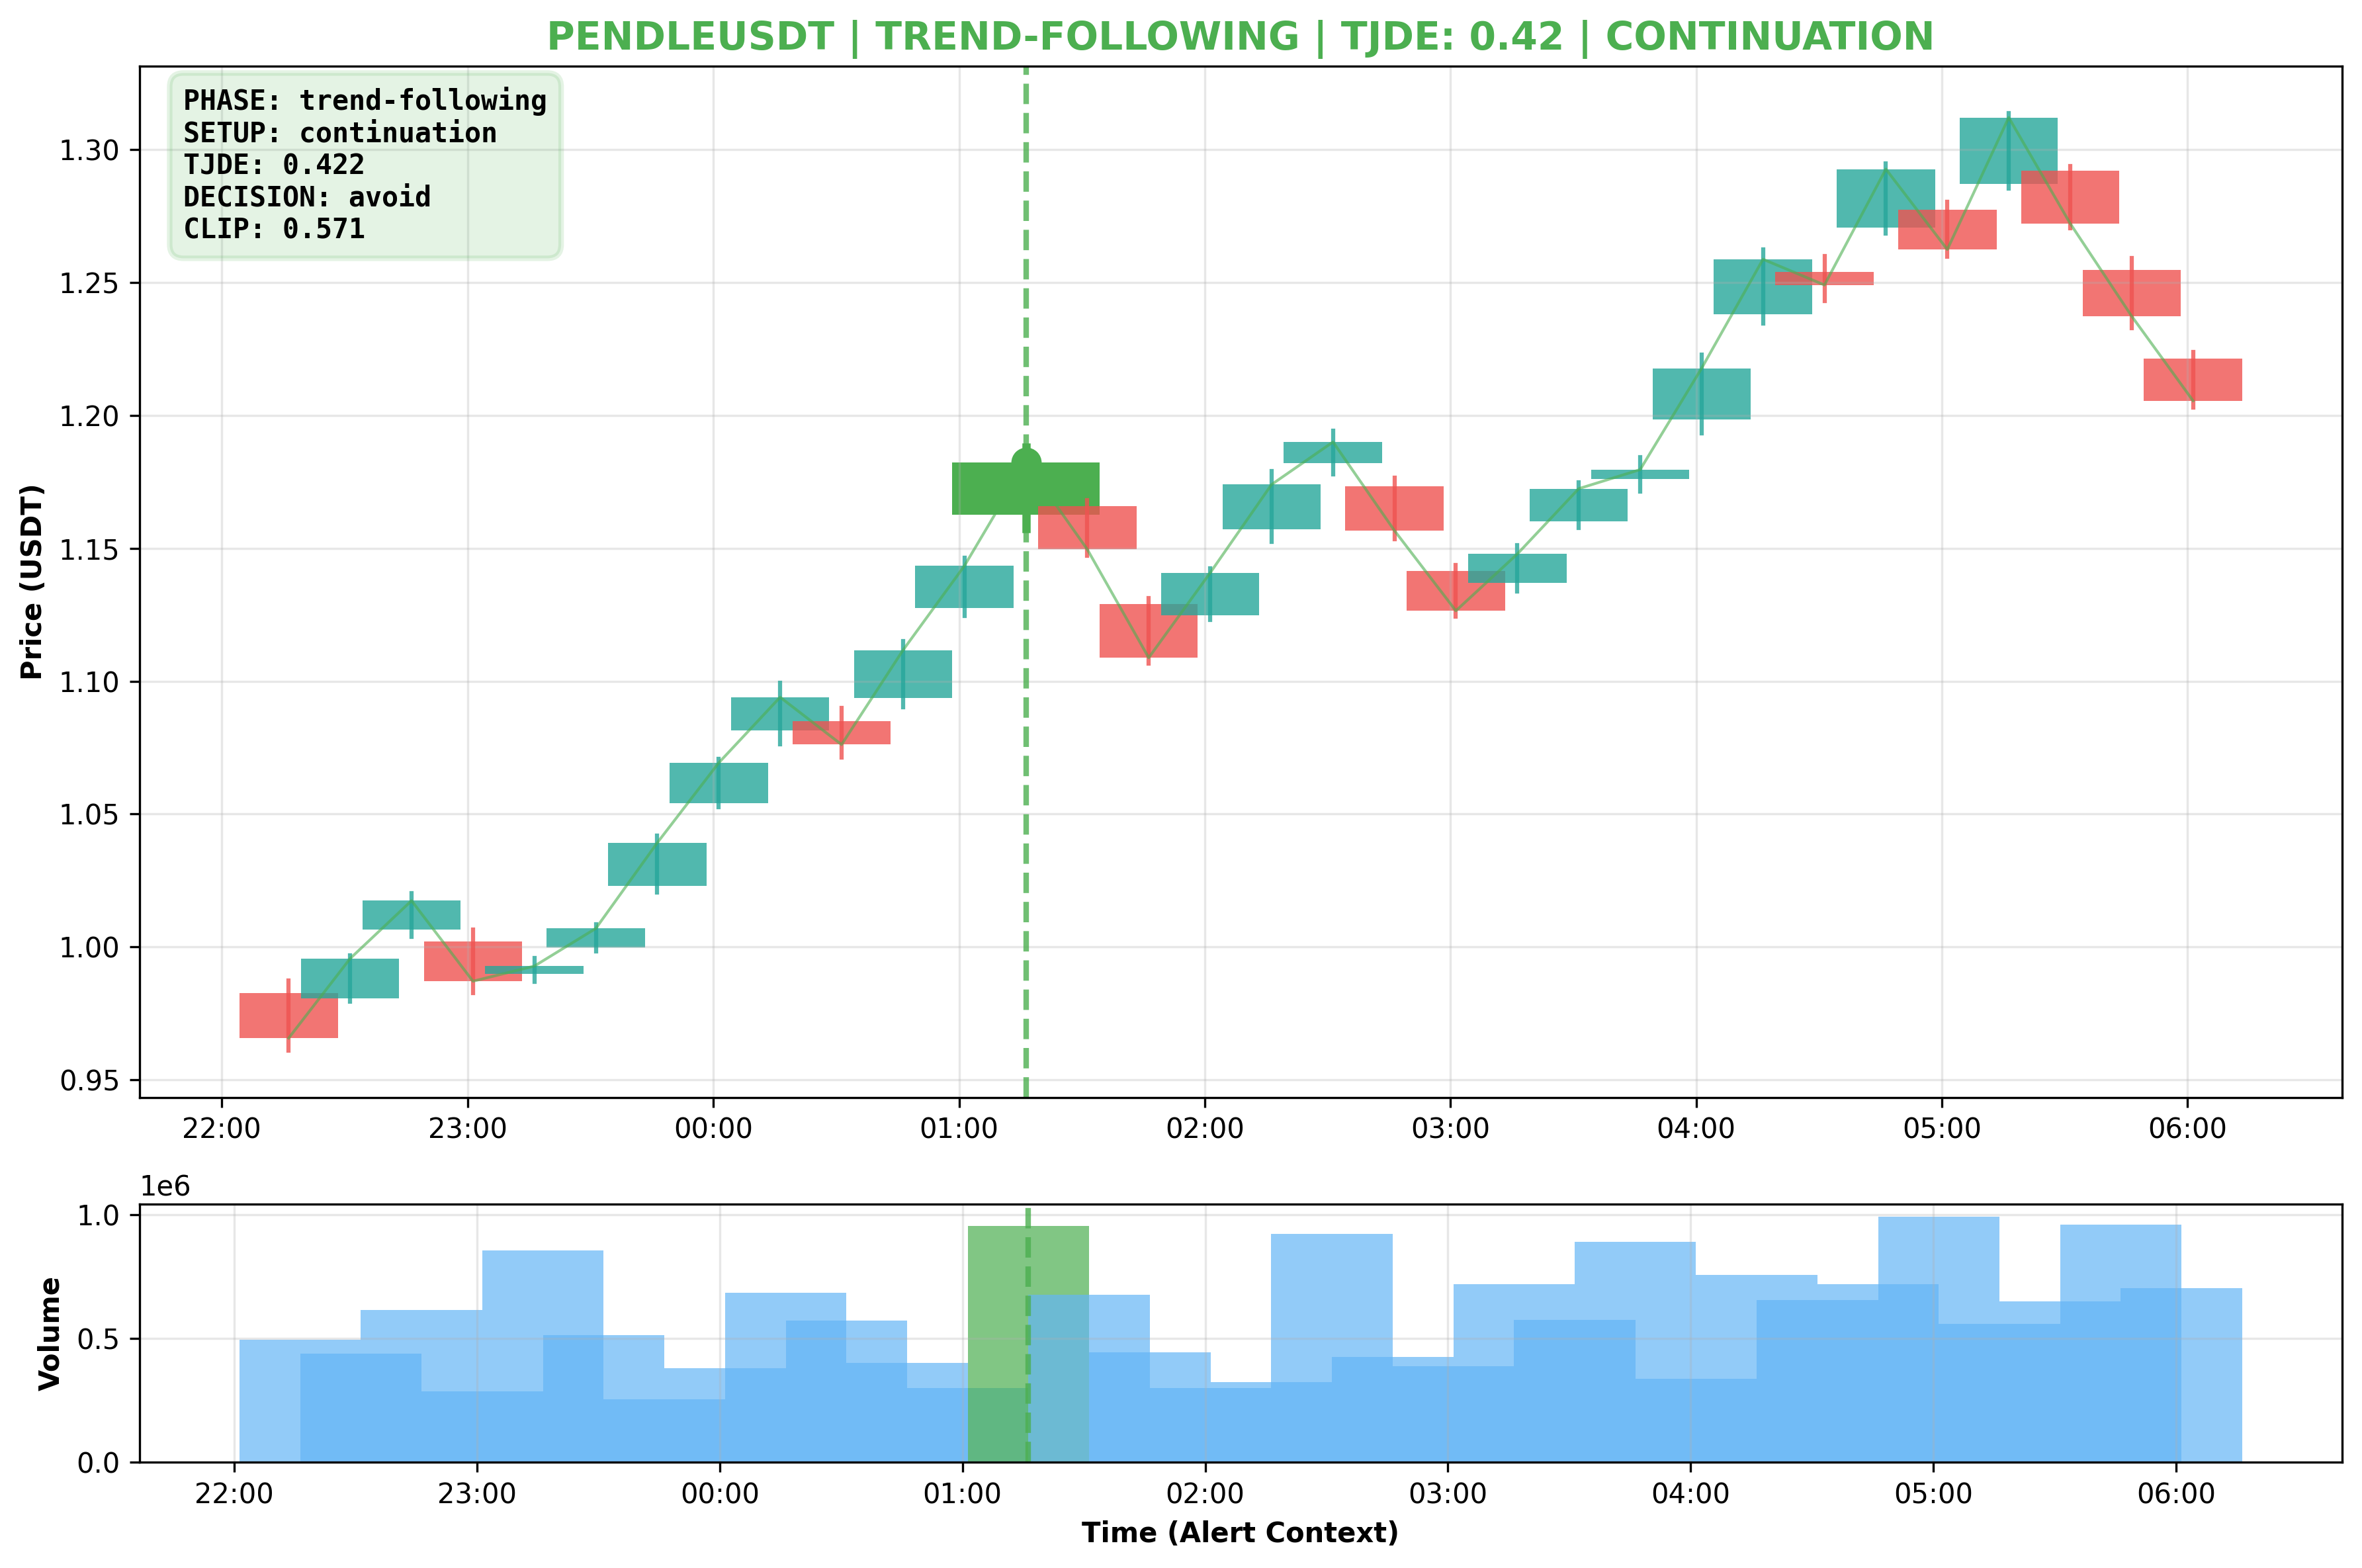 PENDLEUSDT | TREND-FOLLOWING | TJDE: 0.42 | CONTINUATION
PHASE: trend-following
SETUP: continuation
TJDE: 0.422
DECISION: avoid
CLIP: 0.571
Price (USDT)
1.30
1.25
1.20
1.15
1.10
1.05
1.00
0.95
22:00 23:00 00:00 01:00 02:00 03:00 04:00 05:00 06:00
1e6
Volume
1.0
0.5
0.0
22:00 23:00 00:00 01:00 02:00 03:00 04:00 05:00 06:00
Time (Alert Context)